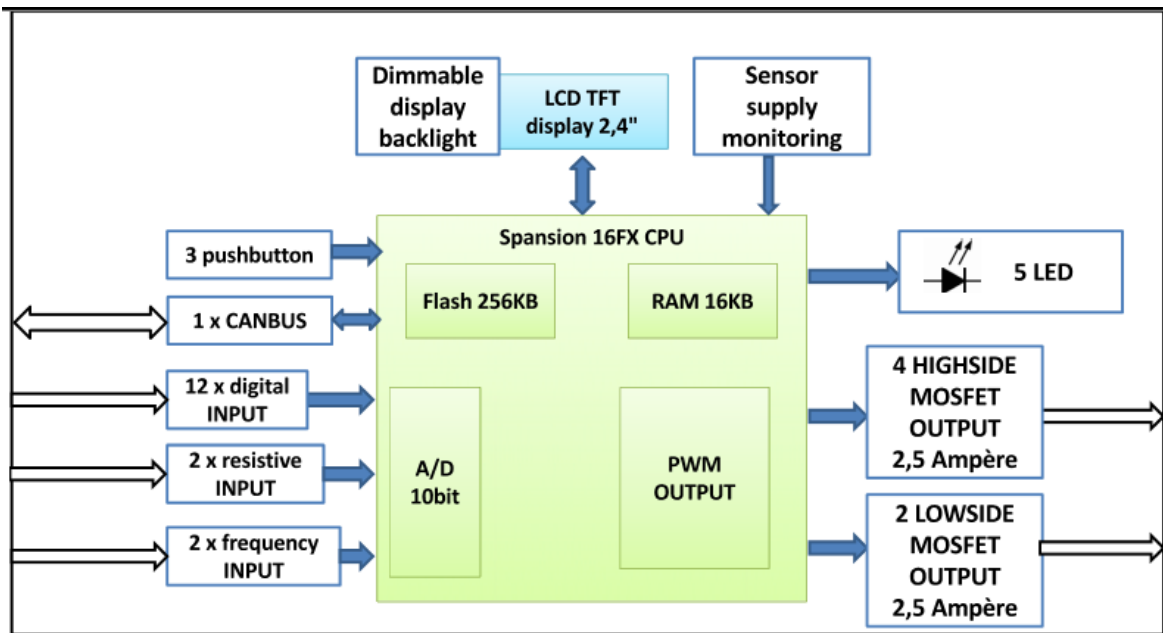 Dimmable
display
backlight
LCD TFT
display 2,4"
Sensor
supply
monitoring
Spansion 16FX CPU
3 pushbutton
Flash 256KB
RAM 16KB
5 LED
1 x CANBUS
12 x digital
INPUT
2 x resistive
INPUT
2 x frequency
INPUT
A/D
10bit
PWM
OUTPUT
4 HIGHSIDE
MOSFET
OUTPUT
2,5 Ampère
2 LOWSIDE
MOSFET
OUTPUT
2,5 Ampère